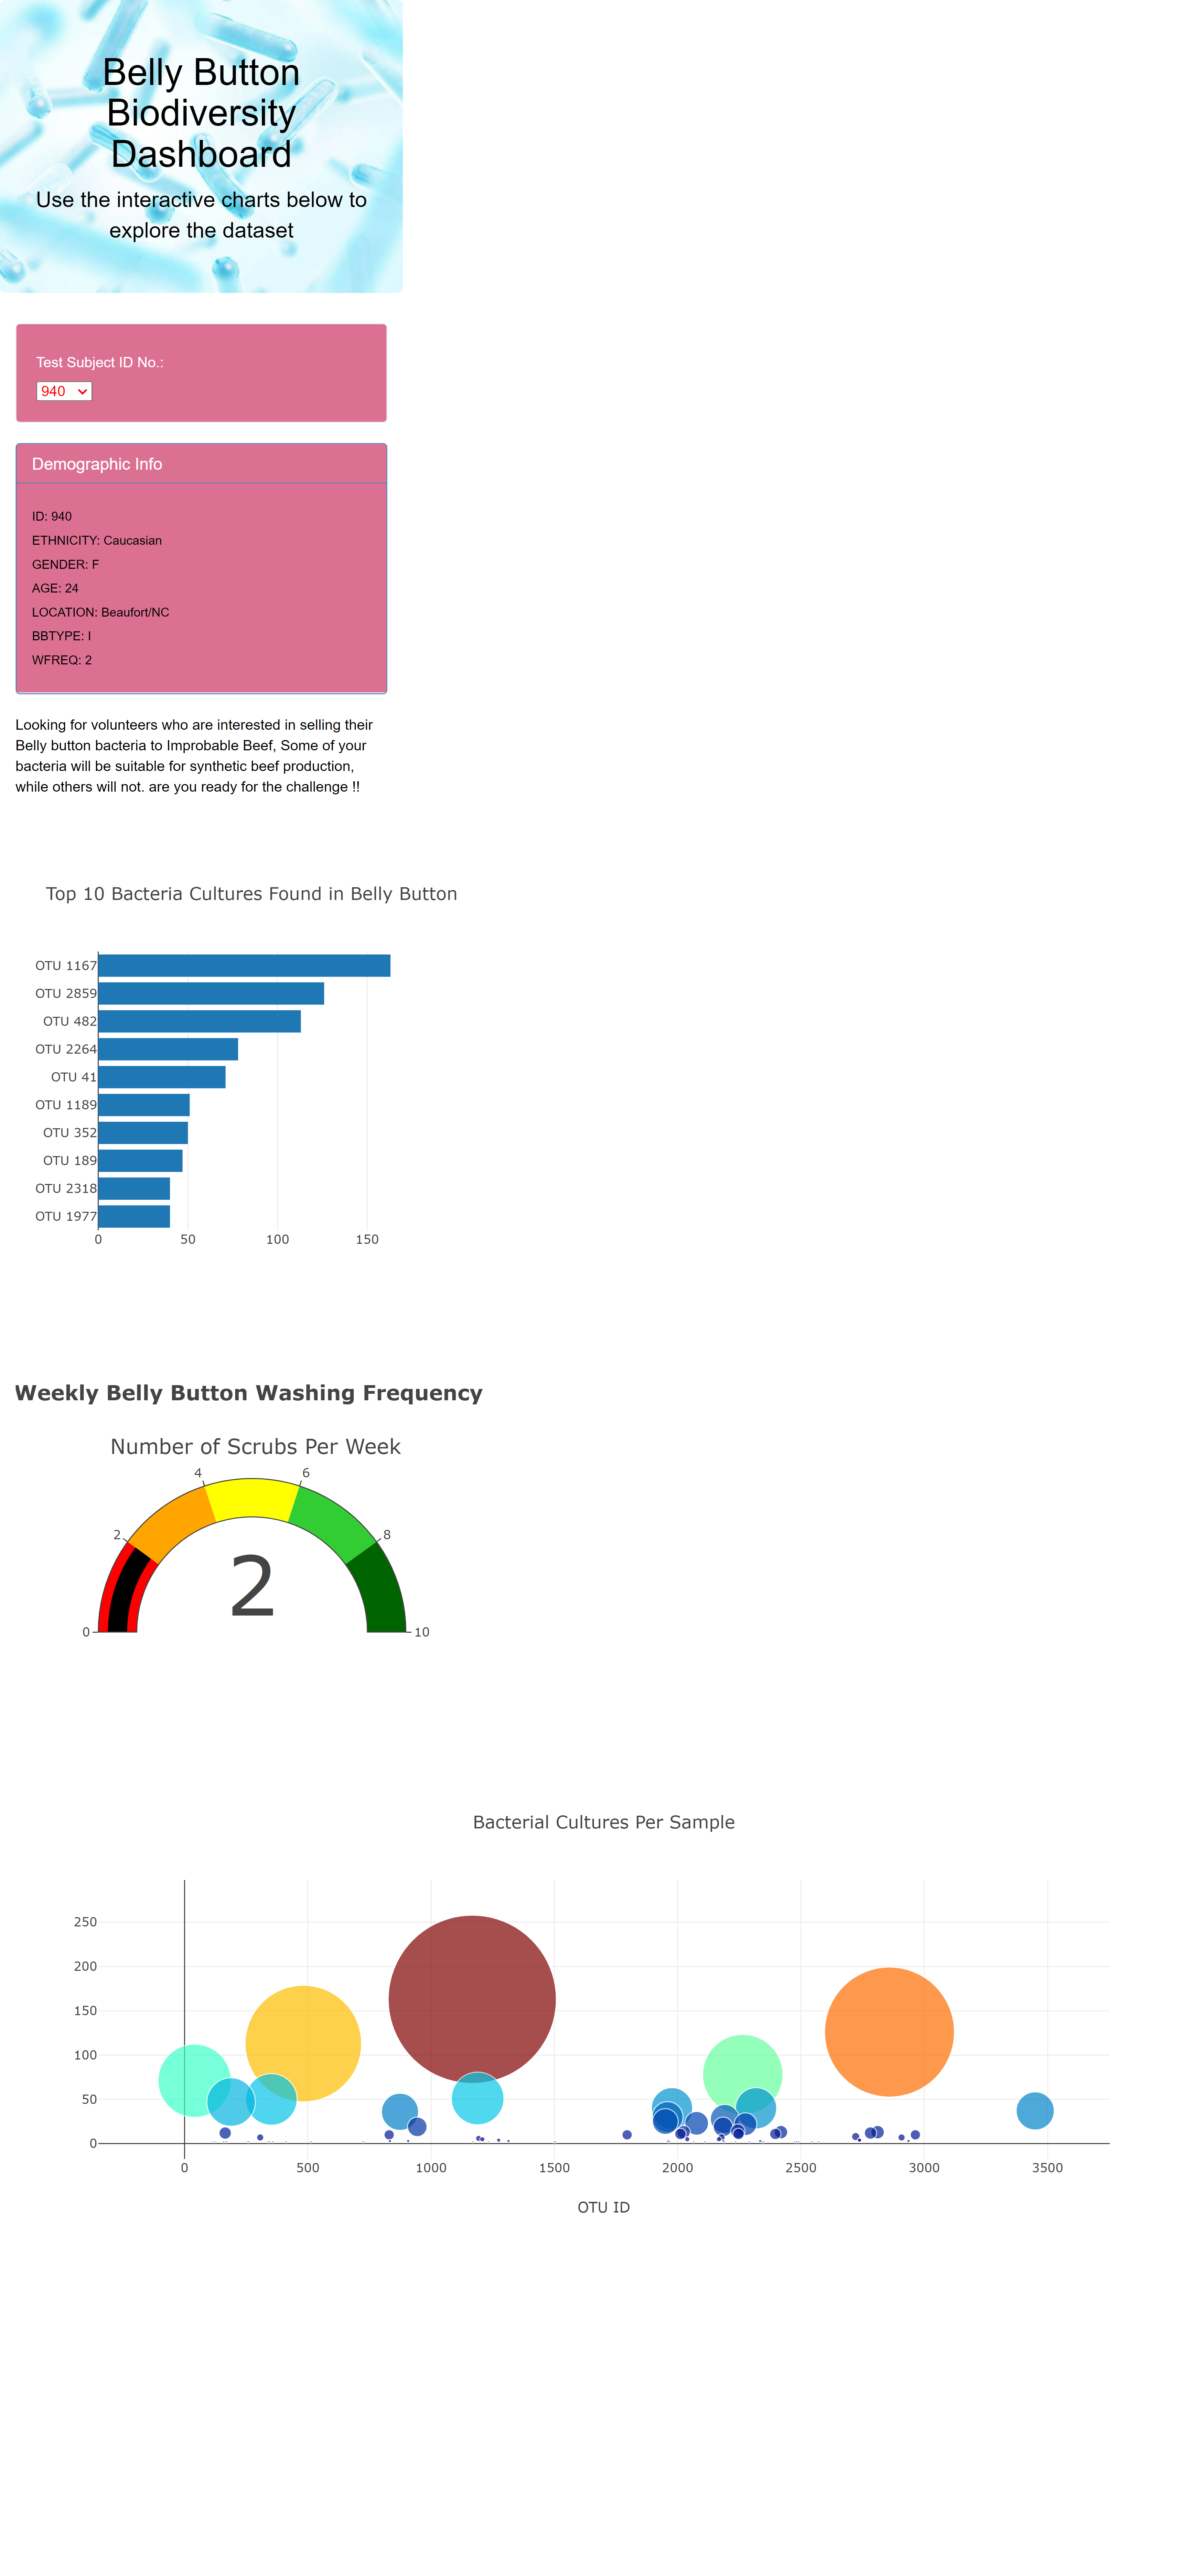 Belly Button
Biodiversity
Dashboard
Use the interactive charts below to
explore the dataset
Test Subject ID No.:
940
Demographic Info
ID: 940
ETHNICITY: Caucasian
GENDER: F
AGE: 24
LOCATION: Beaufort/NC
BBTYPE: I
WFREQ: 2
Looking for volunteers who are interested in selling their
Belly button bacteria to Improbable Beef, Some of your
bacteria will be suitable for synthetic beef production,
while others will not. are you ready for the challenge !!
Top 10 Bacteria Cultures Found in Belly Button
OTU 1167
OTU 2859
OTU 482
OTU 2264
OTU 41
OTU 1189
OTU 352
OTU 189
OTU 2318
OTU 1977
0 50 100 150
Weekly Belly Button Washing Frequency
Number of Scrubs Per Week
4 6
2 8
2
0 10
Bacterial Cultures Per Sample
250
200
150
100
50
0
0 500 1000 1500 2000 2500 3000 3500
OTU ID